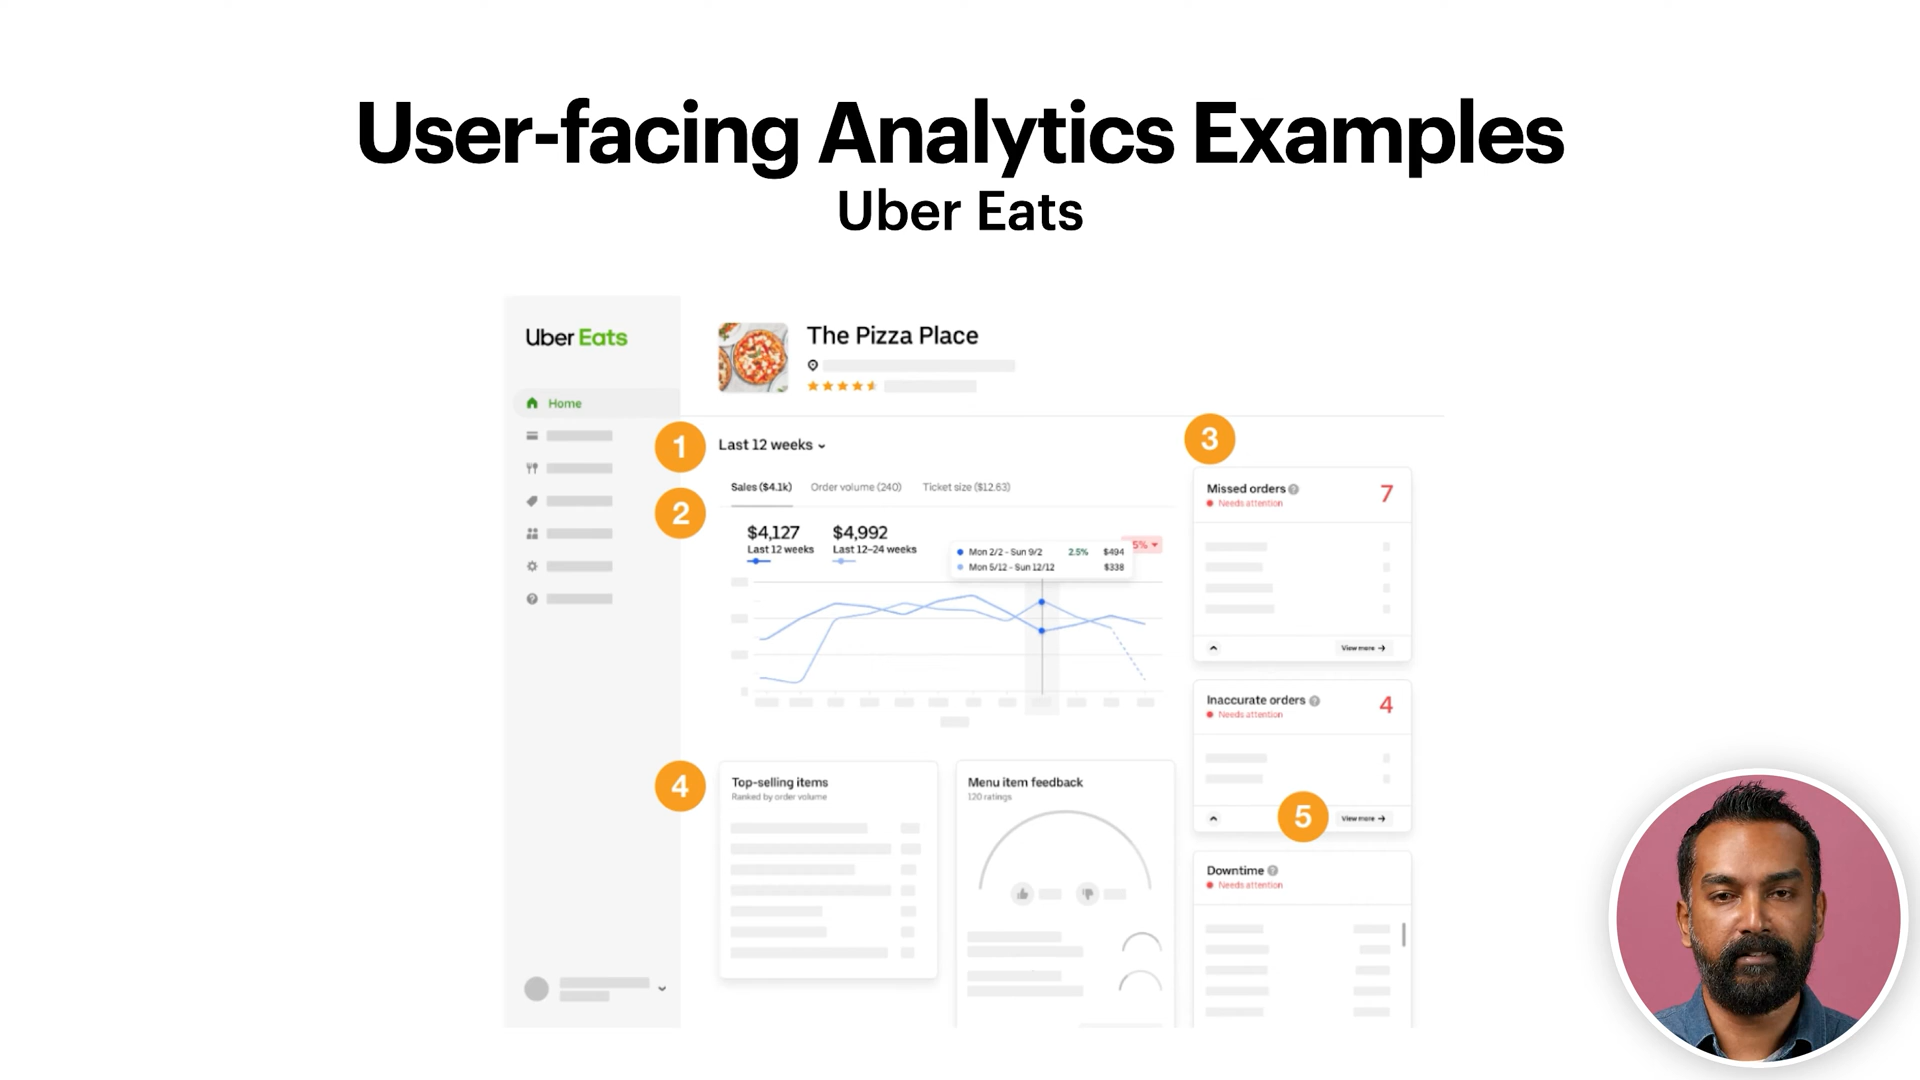 User-facing Analytics Examples
Uber Eats
Uber Eats
Home
The Pizza Place
1
Last 12 weeks
2
Sales ($4.1k) Order volume (240) Ticket size ($12.63)
$4,127 $4,992
Last 12 weeks Last 12–24 weeks
5%
Mon 2/2 - Sun 9/2 2.5% $494
Mon 5/12 - Sun 12/12 $338
3
Missed orders ? 7
Needs attention
View more →
Inaccurate orders ? 4
Needs attention
5
View more →
Downtime ?
Needs attention
4
Top-selling items
Ranked by order volume
Menu item feedback
120 ratings